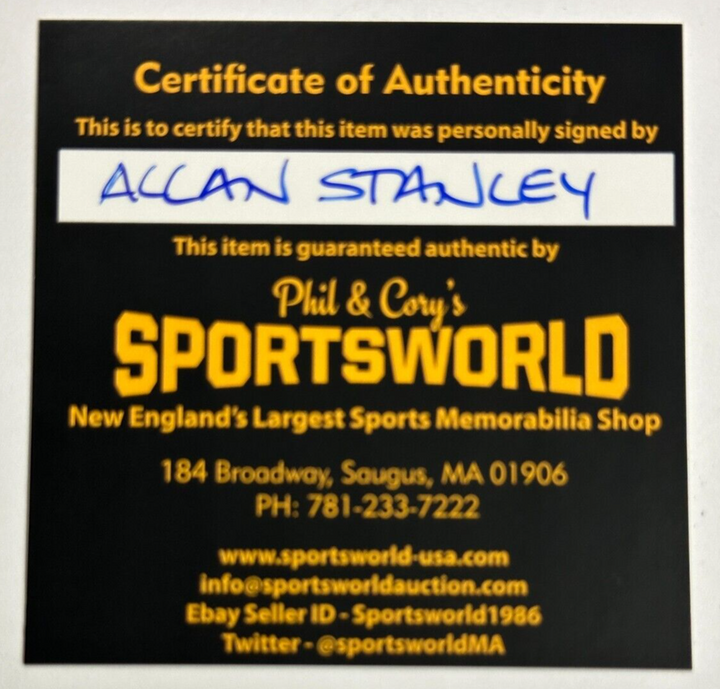 Certificate of Authenticity
This is to certify that this item was personally signed by
ALLAN STANLEY
This item is guaranteed authentic by
Phil & Cory's
SPORTSWORLD
New England's Largest Sports Memorabilia Shop
184 Broadway, Saugus, MA 01906
PH: 781-233-7222
www.sportsworld-usa.com
info@sportsworldauction.com
Ebay Seller ID - Sportsworld1986
Twitter - @sportsworldMA